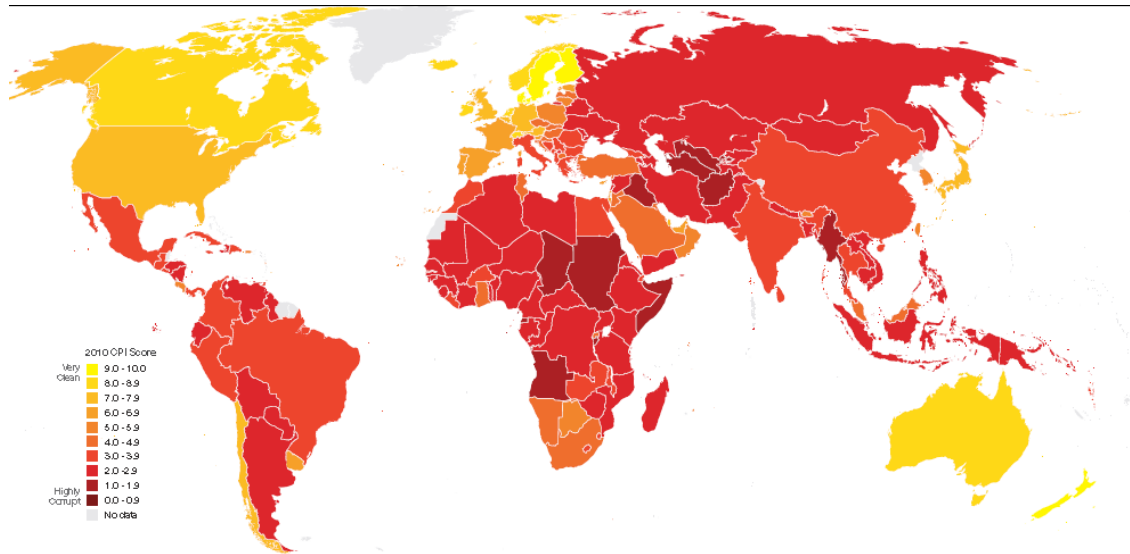 2010 CPI Score
Very
Clean
9.0 - 10.0
8.0 - 8.9
7.0 - 7.9
6.0 - 6.9
5.0 - 5.9
4.0 - 4.9
3.0 - 3.9
2.0 - 2.9
1.0 - 1.9
Highly
Corrupt
0.0 - 0.9
No data